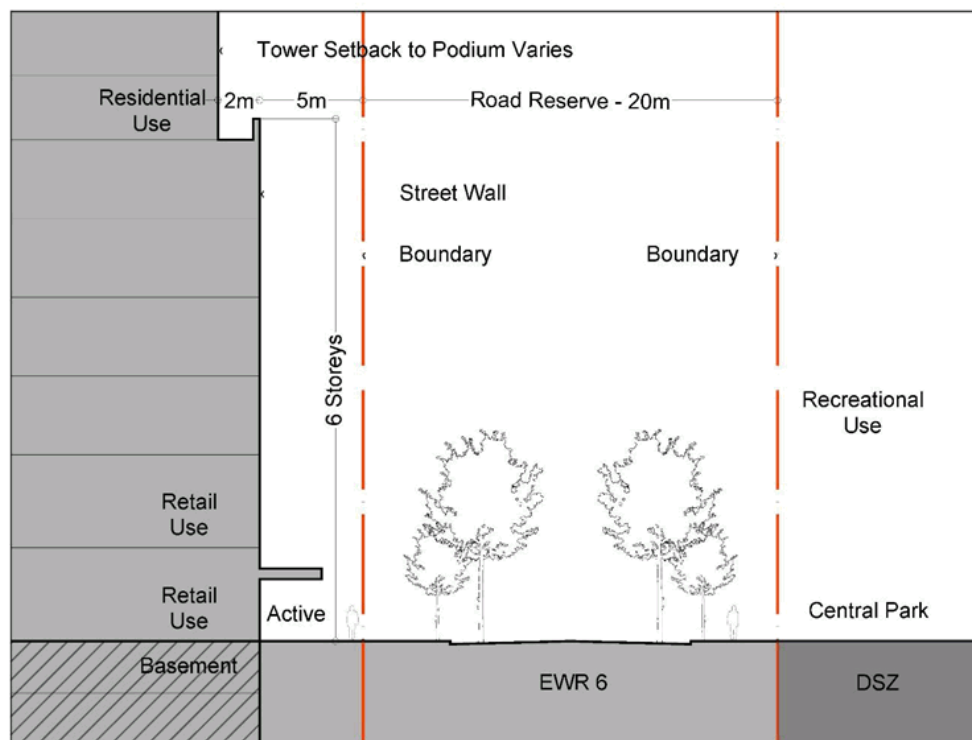 Tower Setback to Podium Varies
Residential
Use
2m
5m
Road Reserve - 20m
Street Wall
Boundary
Boundary
6 Storeys
Recreational
Use
Retail
Use
Retail
Use
Active
Central Park
Basement
EWR 6
DSZ